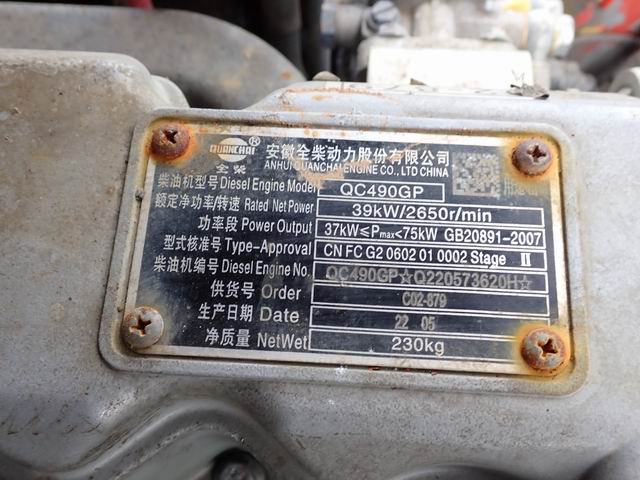 QUANCHAI ®
全柴
安徽全柴动力股份有限公司
ANHUI QUANCHAI ENGINE CO., LTD CHINA
柴油机型号 Diesel Engine Model QC490GP
额定净功率/转速 Rated Net Power 39kW/2650r/min
功率段 Power Output 37kW≤Pmax<75kW GB20891-2007
型式核准号 Type-Approval CN FC G2 0602 01 0002 Stage Ⅱ
柴油机编号 Diesel Engine No. QC490GP☆Q220573620H☆
供货号 Order C02-879
生产日期 Date 22 05
净质量 NetWet 230kg